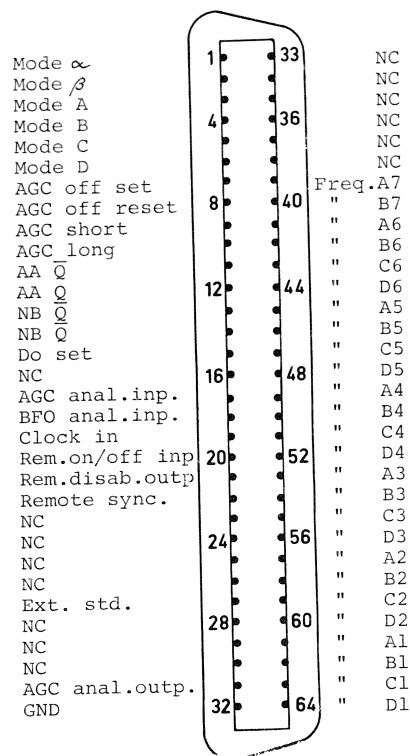 Mode α 1 33 NC
Mode β NC
Mode A NC
Mode B 4 36 NC
Mode C NC
Mode D NC
AGC off set Freq.A7
AGC off reset 8 40 " B7
AGC short " A6
AGC long " B6
AA Q̅ " C6
AA Q 12 44 " D6
NB Q̅ " A5
NB Q̅ " B5
Do set " C5
NC 16 48 " D5
AGC anal.inp. " A4
BFO anal.inp. " B4
Clock in " C4
Rem.on/off inp 20 52 " D4
Rem.disab.outp " A3
Remote sync. " B3
NC " C3
NC 24 56 " D3
NC " A2
NC " B2
Ext. std. " C2
NC 28 60 " D2
NC " A1
NC " B1
AGC anal.outp. " C1
GND 32 64 " D1